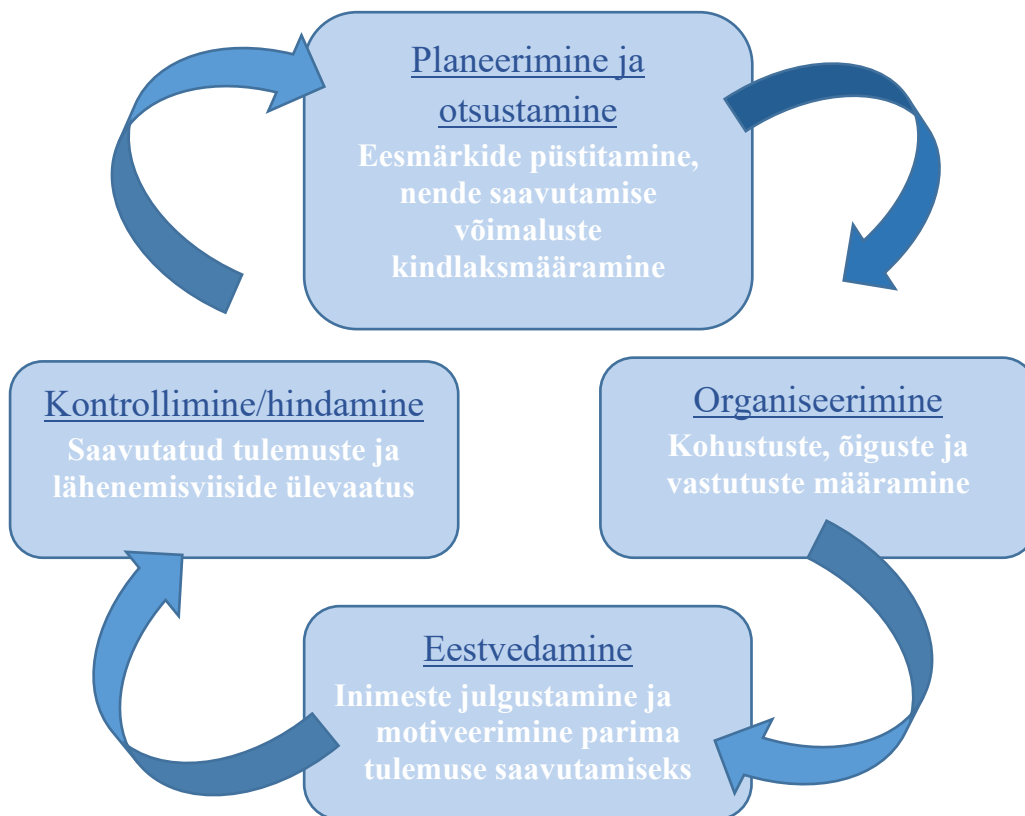 Planeerimine ja
otsustamine
Eesmärkide püstitamine,
nende saavutamise
võimaluste
kindlaksmääramine
Organiseerimine
Kohustuste, õiguste ja
vastutuste määramine
Eestvedamine
Inimeste julgustamine ja
motiveerimine parima
tulemuse saavutamiseks
Kontrollimine/hindamine
Saavutatud tulemuste ja
lähenemisviiside ülevaatus